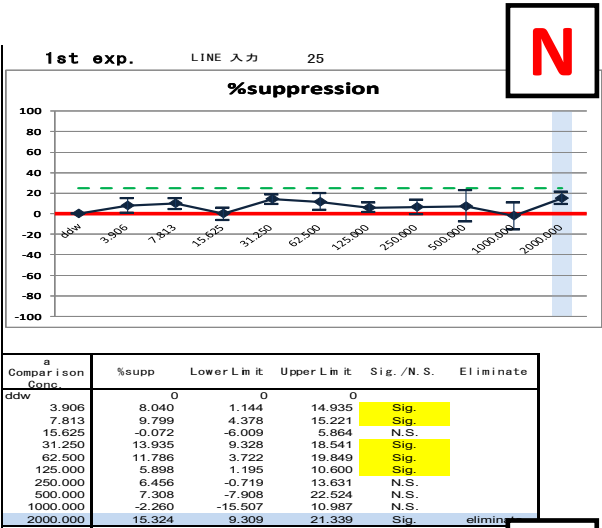 N
1st exp. LINE 入力 25
%suppression
100
80
60
40
20
0
-20
-40
-60
-80
-100
ddw 3.906 7.813 15.625 31.250 62.500 125.000 250.000 500.000 1000.000 2000.000
a
Comparison
Conc. %supp LowerLimit UpperLimit Sig./N.S. Eliminate
ddw 0 0 0
3.906 8.040 1.144 14.935 Sig.
7.813 9.799 4.378 15.221 Sig.
15.625 -0.072 -6.009 5.864 N.S.
31.250 13.935 9.328 18.541 Sig.
62.500 11.786 3.722 19.849 Sig.
125.000 5.898 1.195 10.600 Sig.
250.000 6.456 -0.719 13.631 N.S.
500.000 7.308 -7.908 22.524 N.S.
1000.000 -2.260 -15.507 10.987 N.S.
2000.000 15.324 9.309 21.339 Sig. eliminate